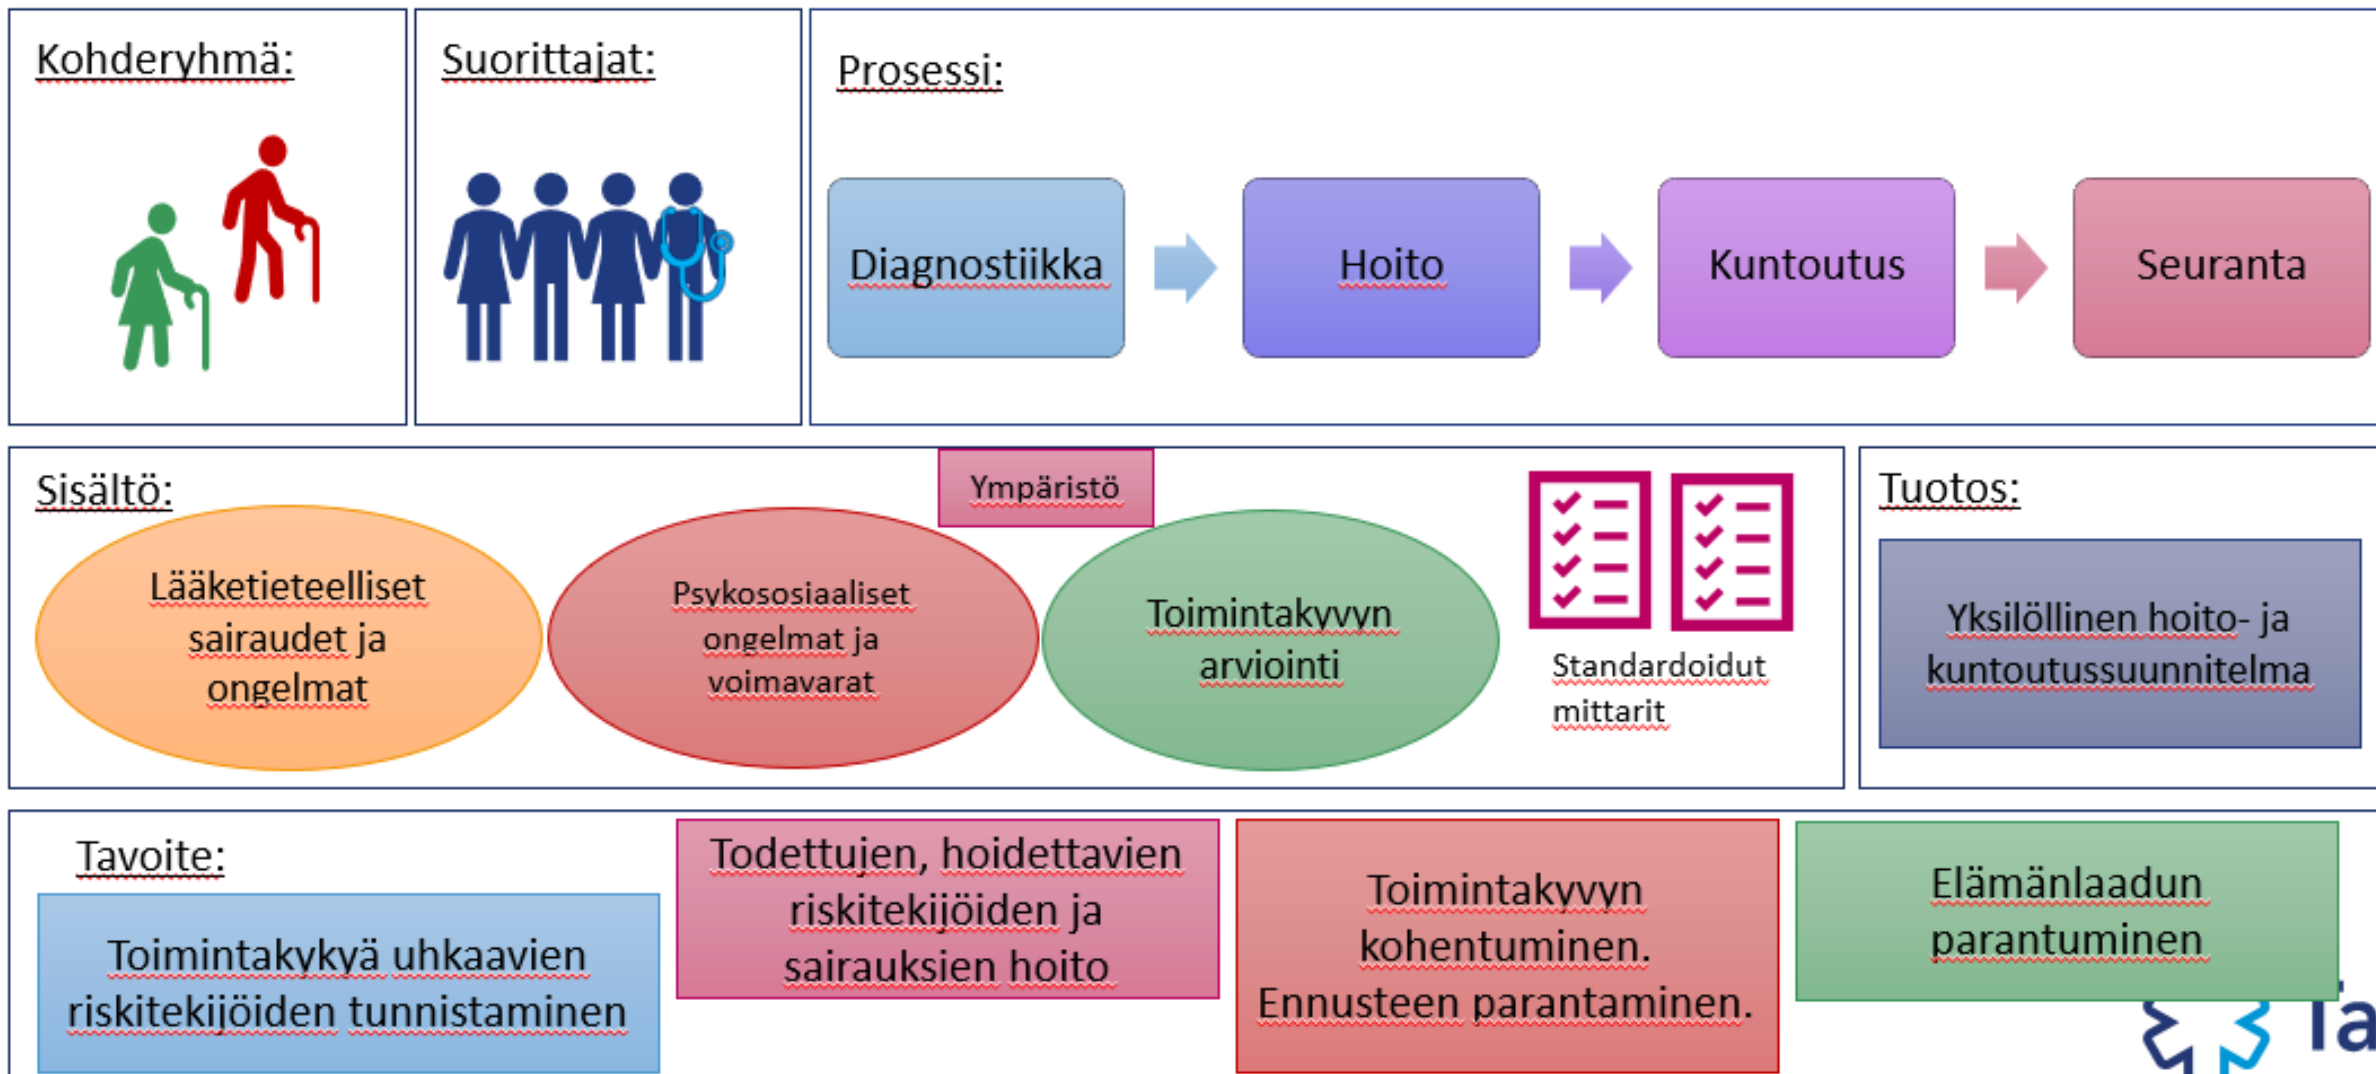 Kohderyhmä:
Suorittajat:
Prosessi:
Diagnostiikka
Hoito
Kuntoutus
Seuranta
Sisältö:
Lääketieteelliset
sairaudet ja
ongelmat
Psykososiaaliset
ongelmat ja
voimavarat
Ympäristö
Toimintakyvyn
arviointi
Standardoidut
mittarit
Tuotos:
Yksilöllinen hoito- ja
kuntoutussuunnitelma
Tavoite:
Toimintakykyä uhkaavien
riskitekijöiden tunnistaminen
Todettujen, hoidettavien
riskitekijöiden ja
sairauksien hoito
Toimintakyvyn
kohentuminen.
Ennusteen parantaminen.
Elämänlaadun
parantuminen